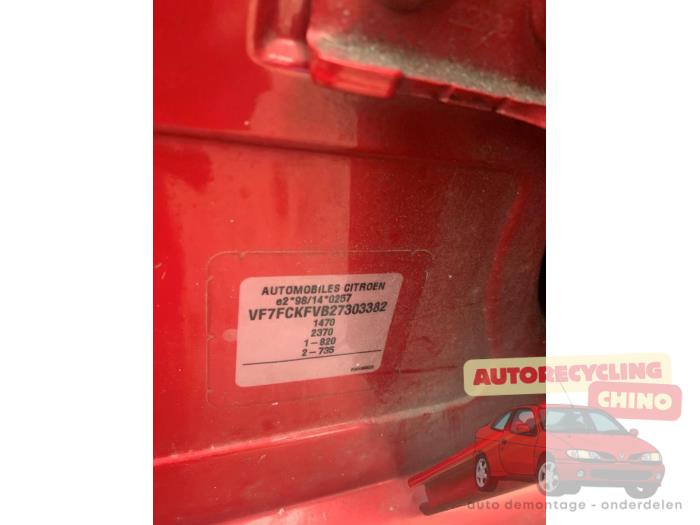 AUTOMOBILES CITROEN
e2*98/14*0257
VF7FCKFVB27303382
1470
2370
1-820
2-735
AUTORECYCLING
CHINO
auto demontage - onderdelen